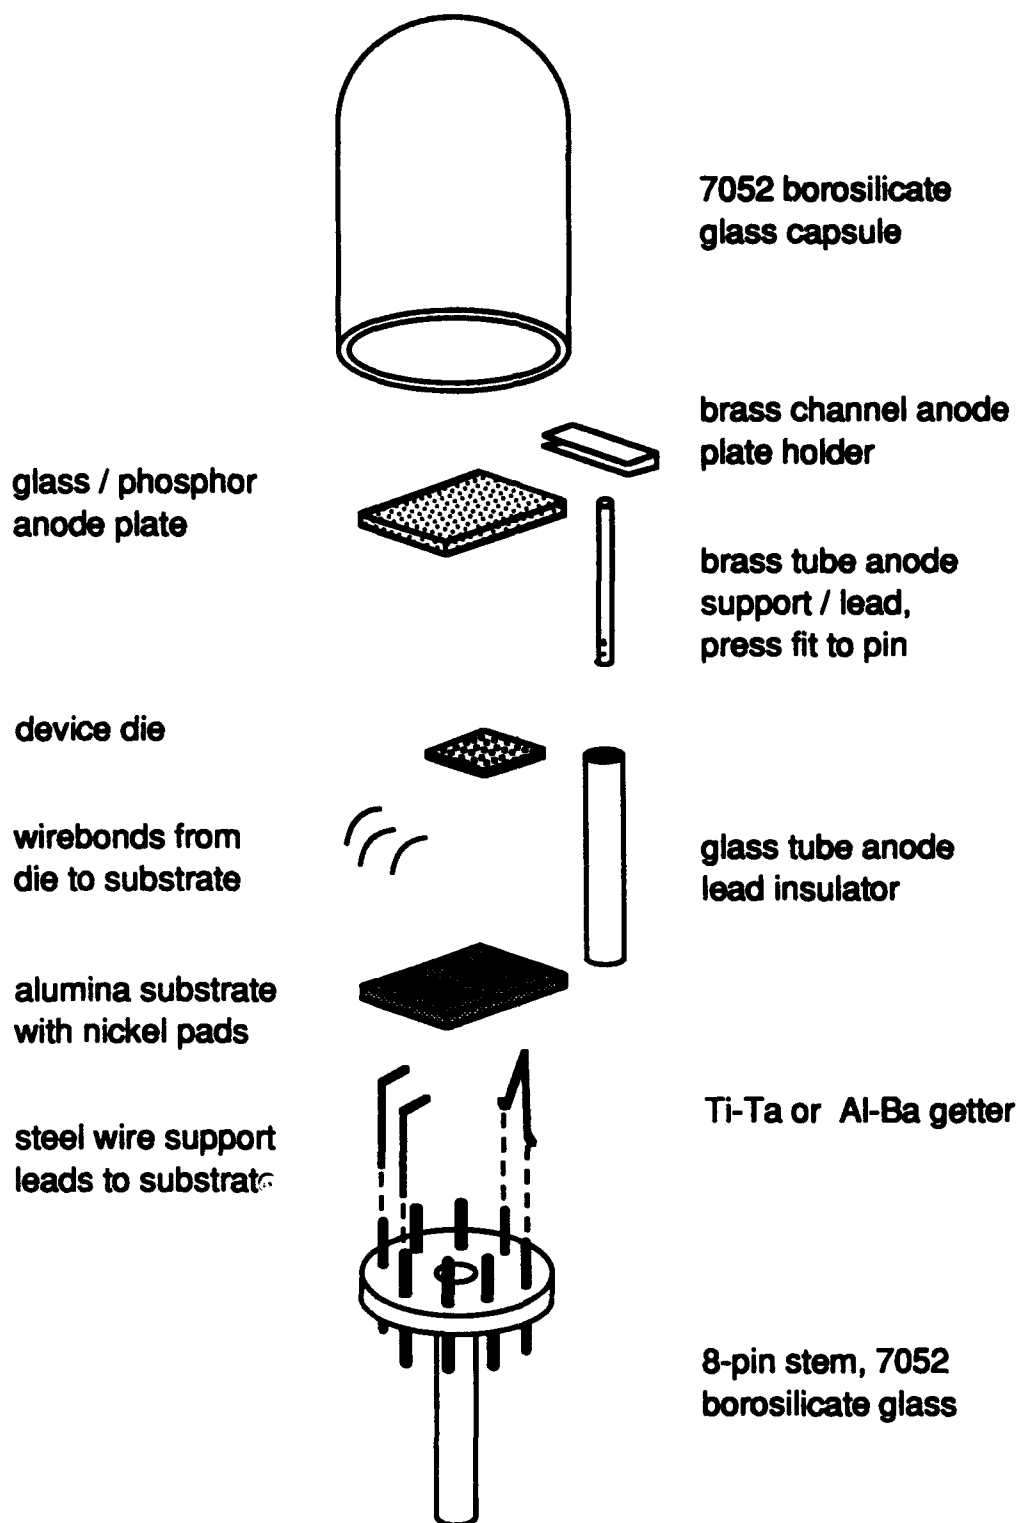 7052 borosilicate
glass capsule
brass channel anode
plate holder
glass / phosphor
anode plate
brass tube anode
support / lead,
press fit to pin
device die
wirebonds from
die to substrate
glass tube anode
lead insulator
alumina substrate
with nickel pads
Ti-Ta or Al-Ba getter
steel wire support
leads to substrate
8-pin stem, 7052
borosilicate glass